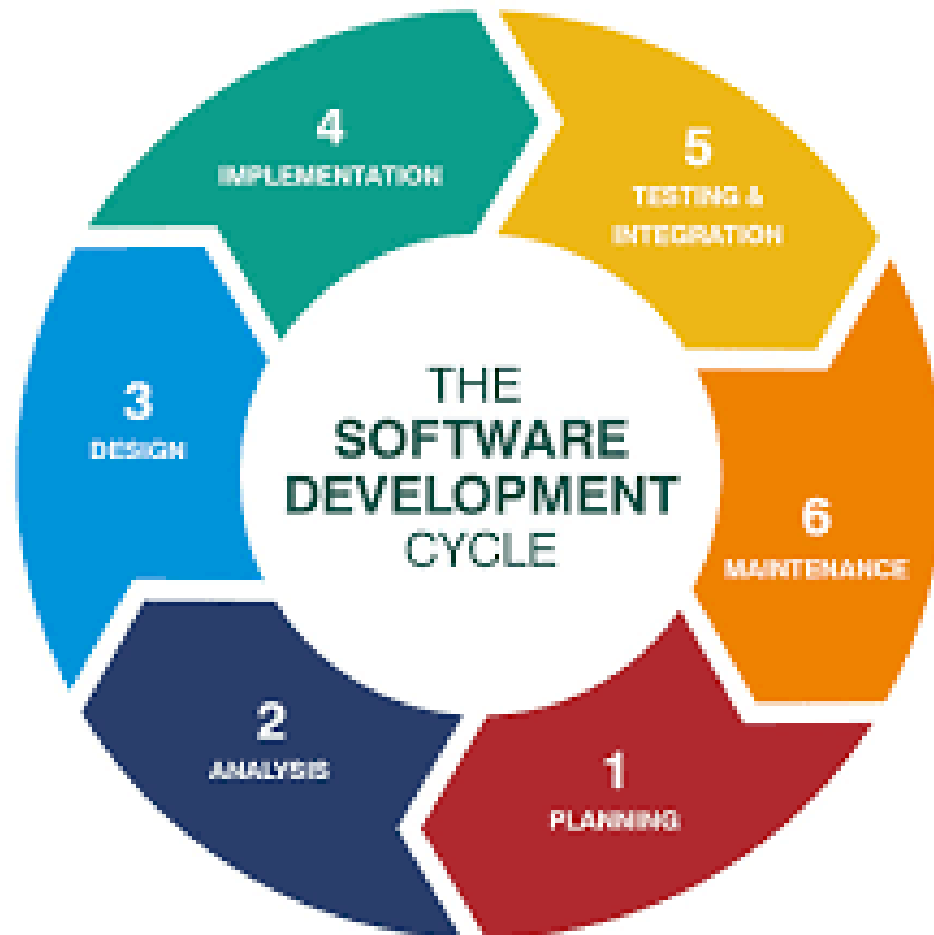 THE
SOFTWARE
DEVELOPMENT
CYCLE
1
PLANNING
2
ANALYSIS
3
DESIGN
4
IMPLEMENTATION
5
TESTING &
INTEGRATION
6
MAINTENANCE